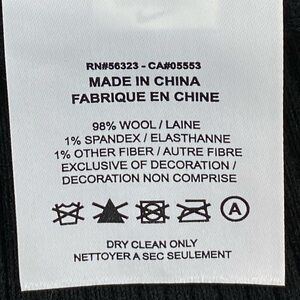 RN#56323 - CA#05553
MADE IN CHINA
FABRIQUE EN CHINE
98% WOOL / LAINE
1% SPANDEX / ELASTHANNE
1% OTHER FIBER / AUTRE FIBRE
EXCLUSIVE OF DECORATION /
DECORATION NON COMPRISE
A
DRY CLEAN ONLY
NETTOYER A SEC SEULEMENT